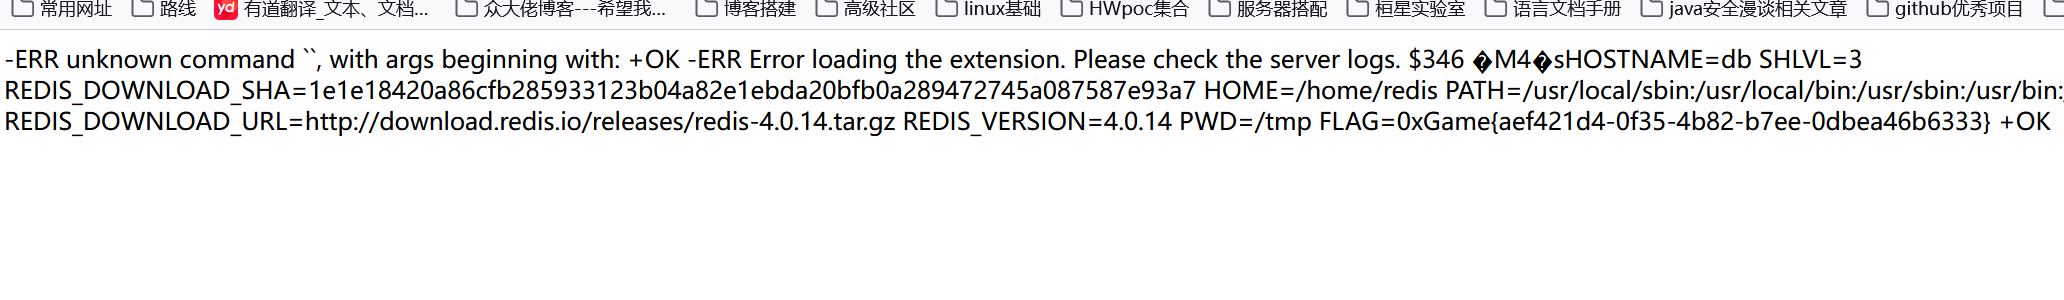 常用网址 路线 yd 有道翻译_文本、文档... 众大佬博客---希望我... 博客搭建 高级社区 linux基础 HWpoc集合 服务器搭配 桓星实验室 语言文档手册 java安全漫谈相关文章 github优秀项目
-ERR unknown command ``, with args beginning with: +OK -ERR Error loading the extension. Please check the server logs. $346 �M4�sHOSTNAME=db SHLVL=3
REDIS_DOWNLOAD_SHA=1e1e18420a86cfb285933123b04a82e1ebda20bfb0a289472745a087587e93a7 HOME=/home/redis PATH=/usr/local/sbin:/usr/local/bin:/usr/sbin:/usr/bin:
REDIS_DOWNLOAD_URL=http://download.redis.io/releases/redis-4.0.14.tar.gz REDIS_VERSION=4.0.14 PWD=/tmp FLAG=0xGame{aef421d4-0f35-4b82-b7ee-0dbea46b6333} +OK